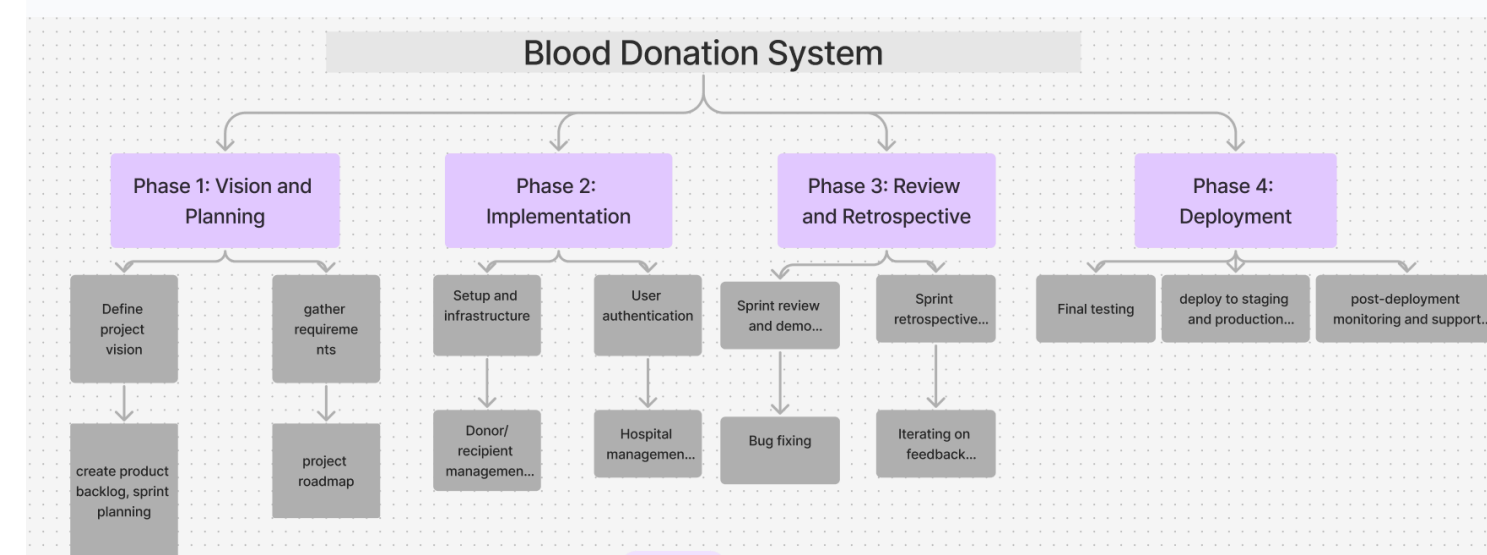 Blood Donation System
Phase 1: Vision and
Planning
Phase 2:
Implementation
Phase 3: Review
and Retrospective
Phase 4:
Deployment
Define
project
vision
gather
requireme
nts
Setup and
infrastructure
User
authentication
Sprint review
and demo...
Sprint
retrospective...
Final testing
deploy to staging
and production...
post-deployment
monitoring and support...
create product
backlog, sprint
planning
project
roadmap
Donor/
recipient
managemen...
Hospital
managemen...
Bug fixing
Iterating on
feedback...